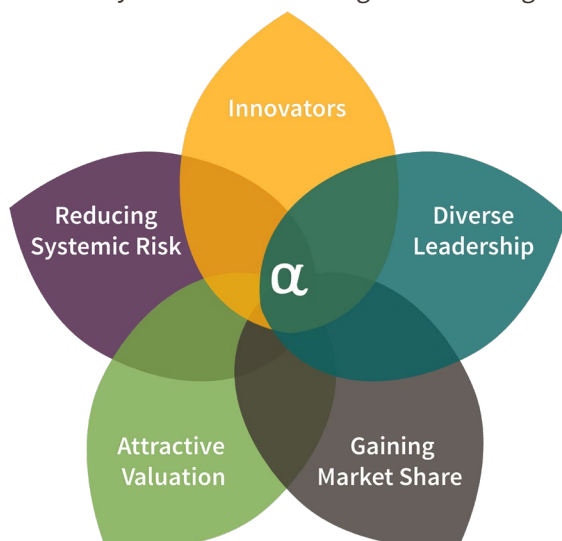 Innovators
Reducing
Systemic Risk
Diverse
Leadership
α
Attractive
Valuation
Gaining
Market Share